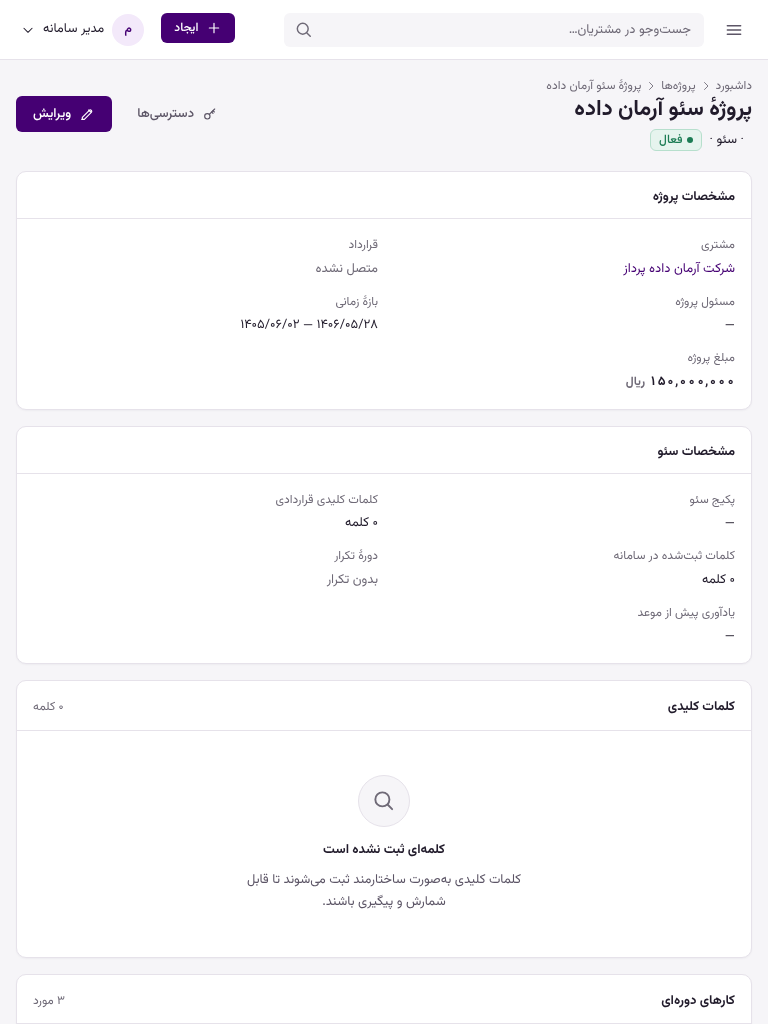 جست‌وجو در مشتریان...
ایجاد
م
مدیر سامانه
داشبورد
پروژه‌ها
پروژهٔ سئو آرمان داده
پروژهٔ سئو آرمان داده
· سئو ·
فعال
دسترسی‌ها
ویرایش
مشخصات پروژه
مشتری
شرکت آرمان داده پرداز
قرارداد
متصل نشده
مسئول پروژه
—
بازهٔ زمانی
۱۴۰۵/۰۶/۰۲ — ۱۴۰۶/۰۵/۲۸
مبلغ پروژه
۱۵۰,۰۰۰,۰۰۰ ریال
مشخصات سئو
پکیج سئو
—
کلمات کلیدی قراردادی
۰ کلمه
کلمات ثبت‌شده در سامانه
۰ کلمه
دورهٔ تکرار
بدون تکرار
یادآوری پیش از موعد
—
کلمات کلیدی
۰ کلمه
کلمه‌ای ثبت نشده است
کلمات کلیدی به‌صورت ساختارمند ثبت می‌شوند تا قابل
شمارش و پیگیری باشند.
کارهای دوره‌ای
۳ مورد